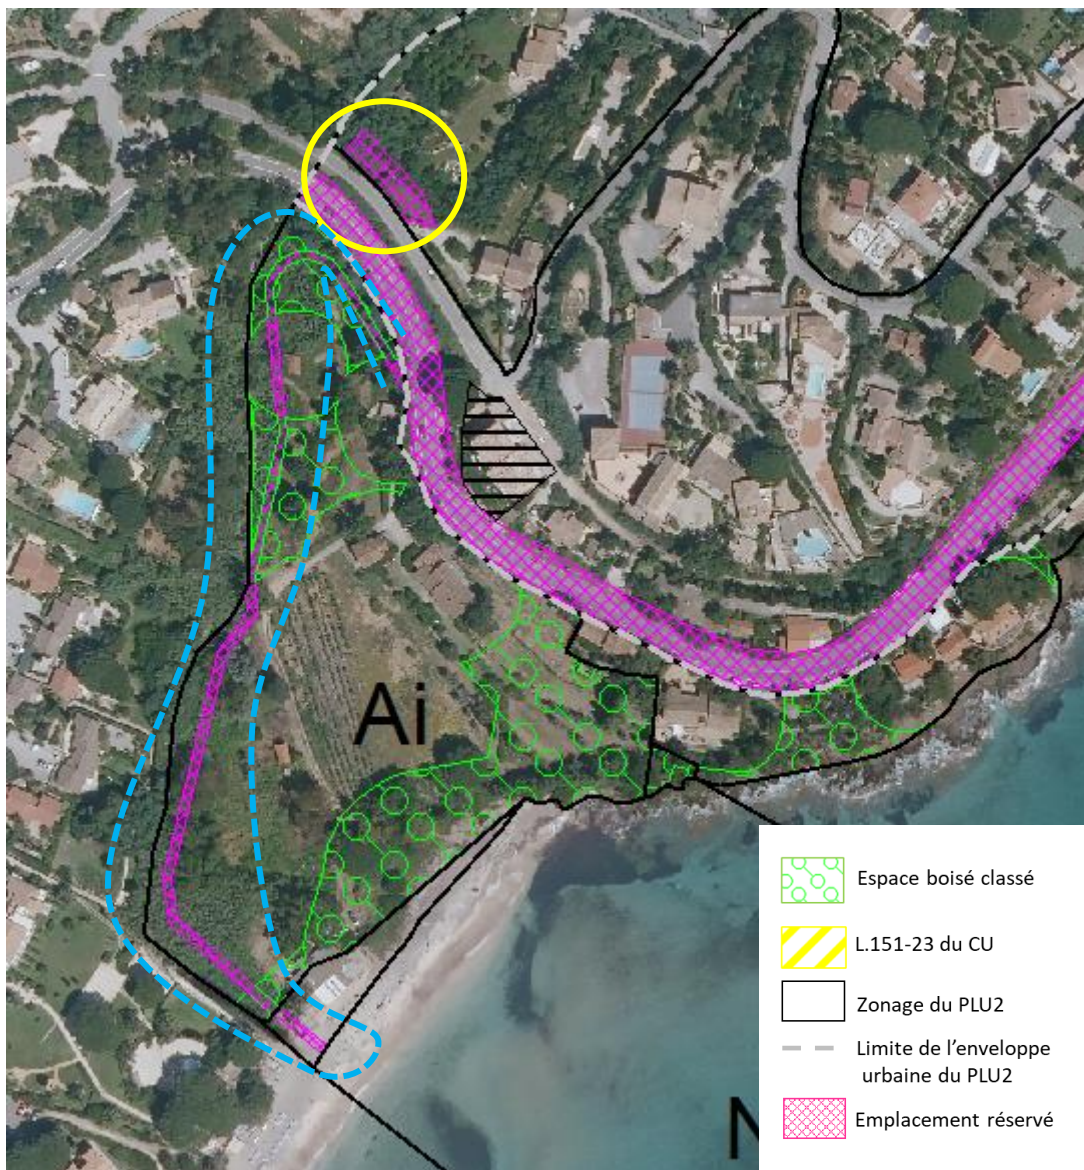 Ai
N
Espace boisé classé
L.151-23 du CU
Zonage du PLU2
Limite de l'enveloppe
urbaine du PLU2
Emplacement réservé